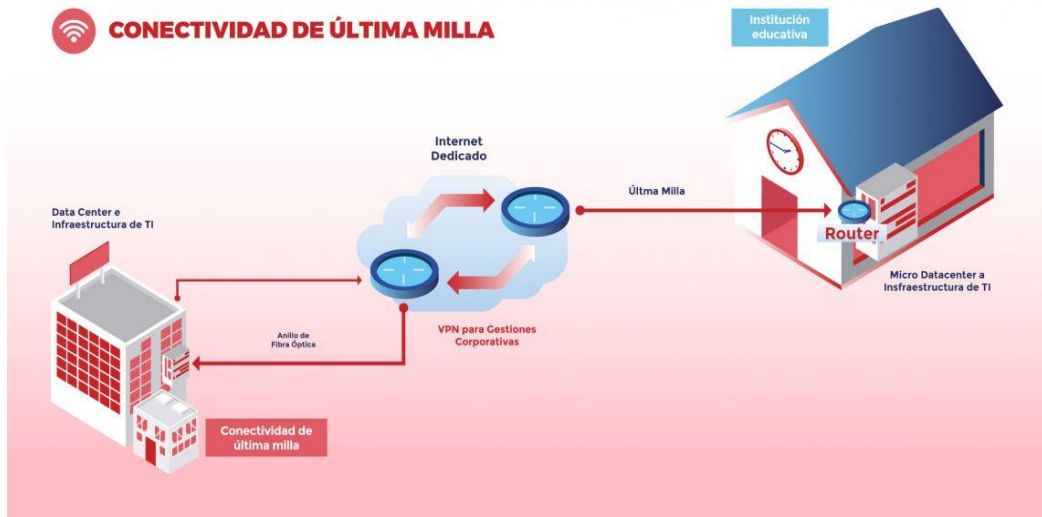 CONECTIVIDAD DE ÚLTIMA MILLA
Institución
educativa
Internet
Dedicado
Últma Milla
Data Center e
Infraestructura de TI
Router
Micro Datacenter a
Insfraestructura de TI
Anillo de
Fibra Óptica
VPN para Gestiones
Corporativas
Conectividad de
última milla